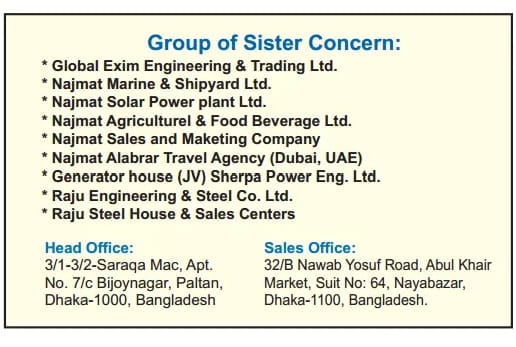 Group of Sister Concern:
* Global Exim Engineering & Trading Ltd.
* Najmat Marine & Shipyard Ltd.
* Najmat Solar Power plant Ltd.
* Najmat Agriculturel & Food Beverage Ltd.
* Najmat Sales and Maketing Company
* Najmat Alabrar Travel Agency (Dubai, UAE)
* Generator house (JV) Sherpa Power Eng. Ltd.
* Raju Engineering & Steel Co. Ltd.
* Raju Steel House & Sales Centers
Head Office:
3/1-3/2-Saraqa Mac, Apt.
No. 7/c Bijoynagar, Paltan,
Dhaka-1000, Bangladesh
Sales Office:
32/B Nawab Yosuf Road, Abul Khair
Market, Suit No: 64, Nayabazar,
Dhaka-1100, Bangladesh.